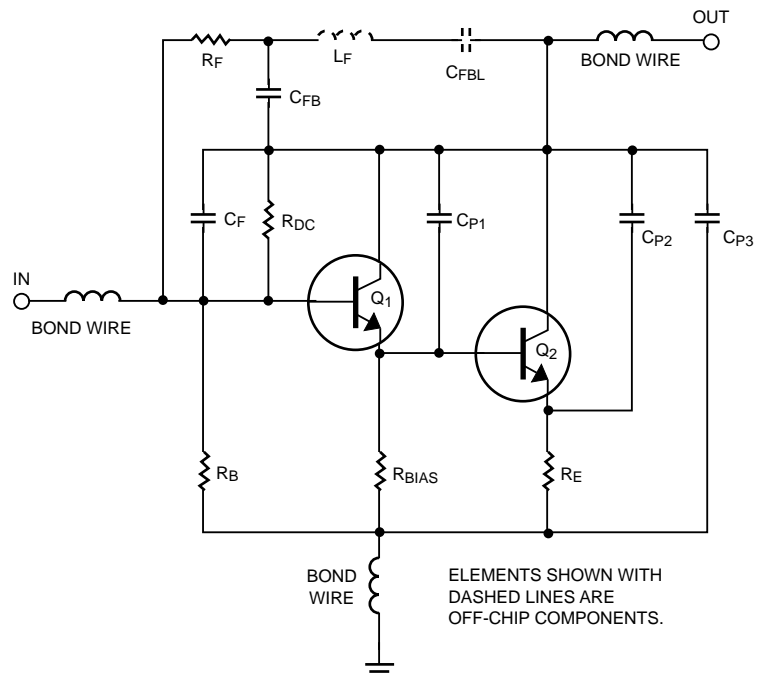 OUT
RF
LF
CFBL
BOND WIRE
CFB
CF
RDC
CP1
CP2
CP3
IN
BOND WIRE
Q1
Q2
RB
RBIAS
RE
BOND
WIRE
ELEMENTS SHOWN WITH
DASHED LINES ARE
OFF-CHIP COMPONENTS.